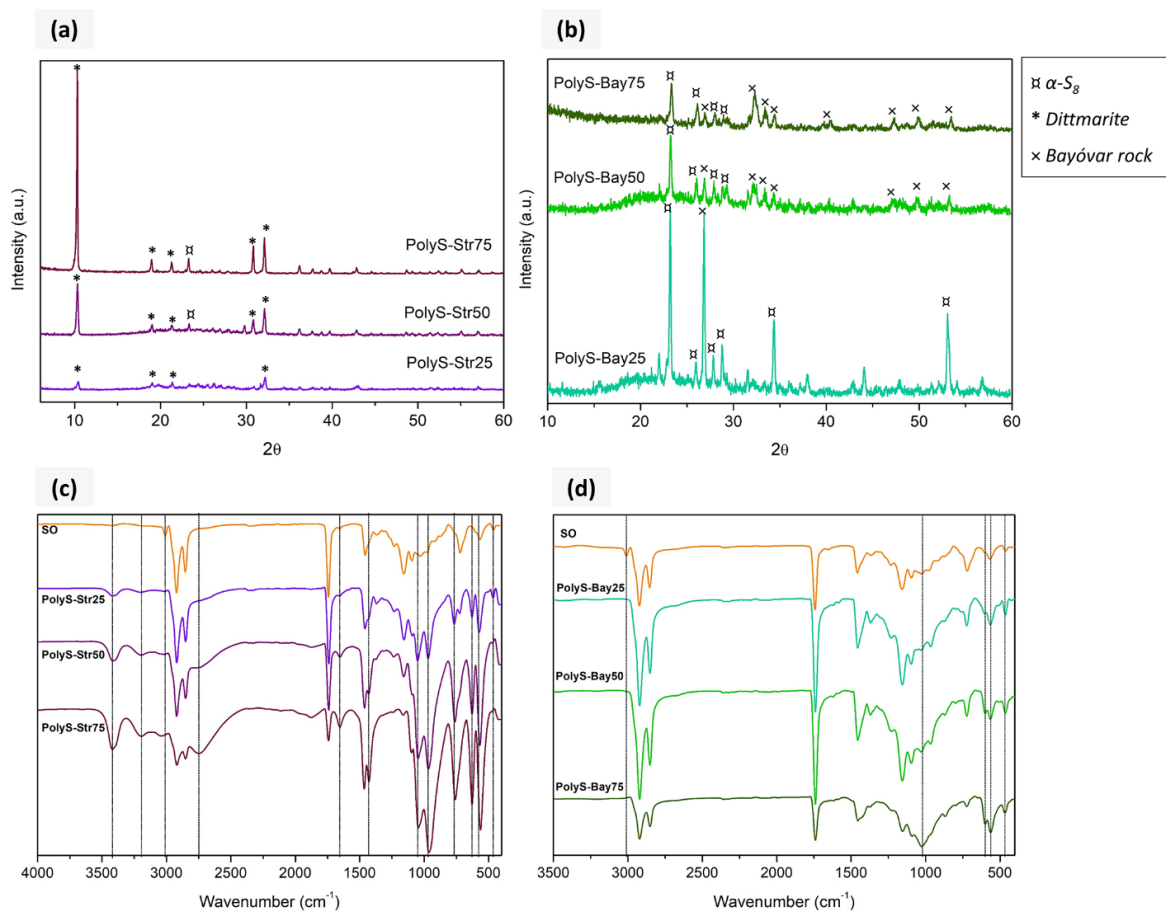 (a)
Intensity (a.u.)
* * * ¤ * *
PolyS-Str75
* * * ¤ * *
PolyS-Str50
* * * *
PolyS-Str25
10 20 30 40 50 60
2θ
(b)
Intensity (a.u.)
PolyS-Bay75
¤ ¤ × ¤ ¤ × × × × × × ×
PolyS-Bay50
¤ ¤ × ¤ ¤ × × × × × ×
¤ × ¤ ¤ ¤ ¤ ¤
PolyS-Bay25
10 20 30 40 50 60
2θ
¤ α-S8
* Dittmarite
× Bayóvar rock
(c)
SO
PolyS-Str25
PolyS-Str50
PolyS-Str75
4000 3500 3000 2500 2000 1500 1000 500
Wavenumber (cm-1)
(d)
SO
PolyS-Bay25
PolyS-Bay50
PolyS-Bay75
3500 3000 2500 2000 1500 1000 500
Wavenumber (cm-1)